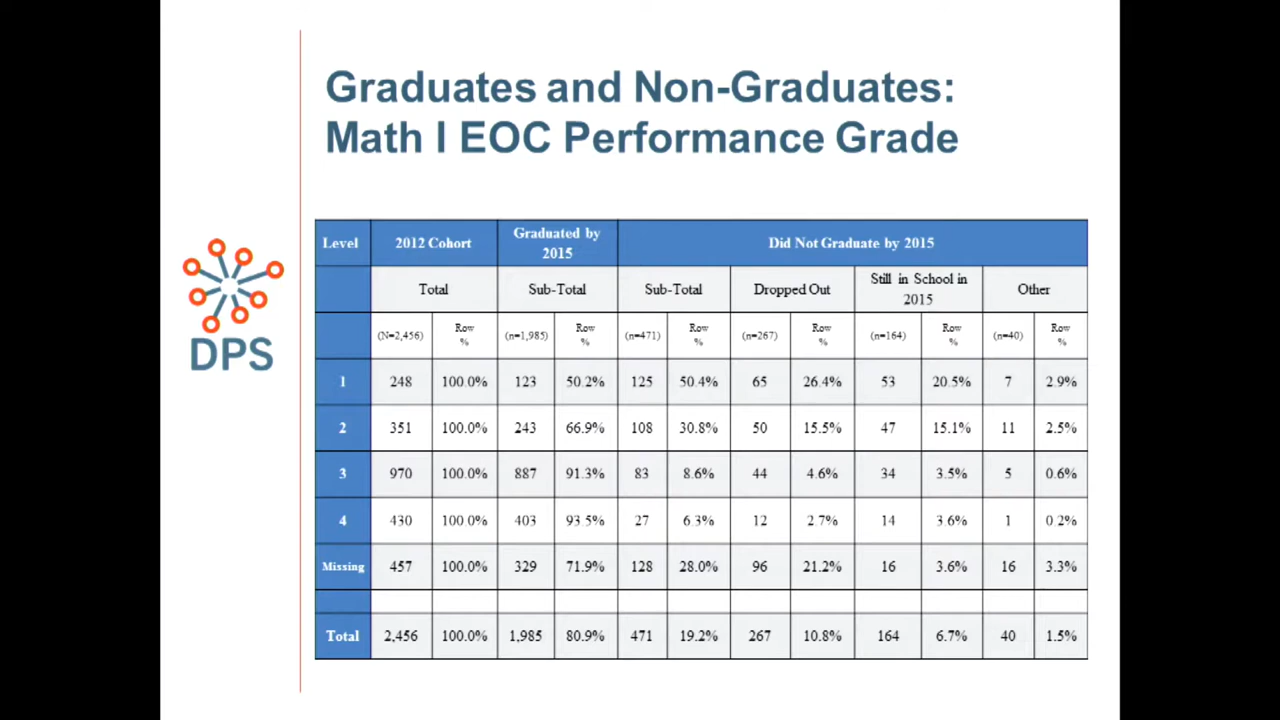 Graduates and Non-Graduates:
Math I EOC Performance Grade
DPS
Level 2012 Cohort Graduated by 2015 Did Not Graduate by 2015
Total Sub-Total Sub-Total Dropped Out Still in School in 2015 Other
(N=2,456) Row % (n=1,985) Row % (n=471) Row % (n=267) Row % (n=164) Row % (n=40) Row %
1 248 100.0% 123 50.2% 125 50.4% 65 26.4% 53 20.5% 7 2.9%
2 351 100.0% 243 66.9% 108 30.8% 50 15.5% 47 15.1% 11 2.5%
3 970 100.0% 887 91.3% 83 8.6% 44 4.6% 34 3.5% 5 0.6%
4 430 100.0% 403 93.5% 27 6.3% 12 2.7% 14 3.6% 1 0.2%
Missing 457 100.0% 329 71.9% 128 28.0% 96 21.2% 16 3.6% 16 3.3%
Total 2,456 100.0% 1,985 80.9% 471 19.2% 267 10.8% 164 6.7% 40 1.5%